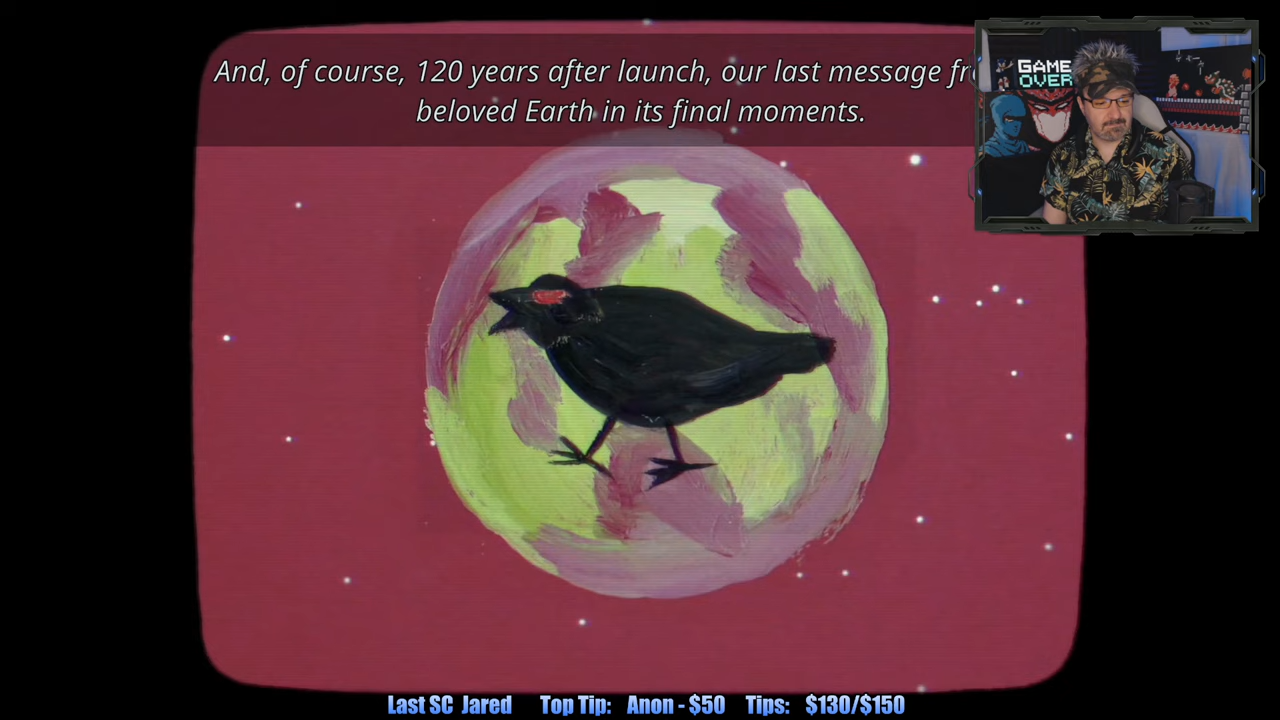 And, of course, 120 years after launch, our last message
beloved Earth in its final moments.
GAME
OVER
Last SC Jared Top Tip: Anon - $50 Tips: $130/$150